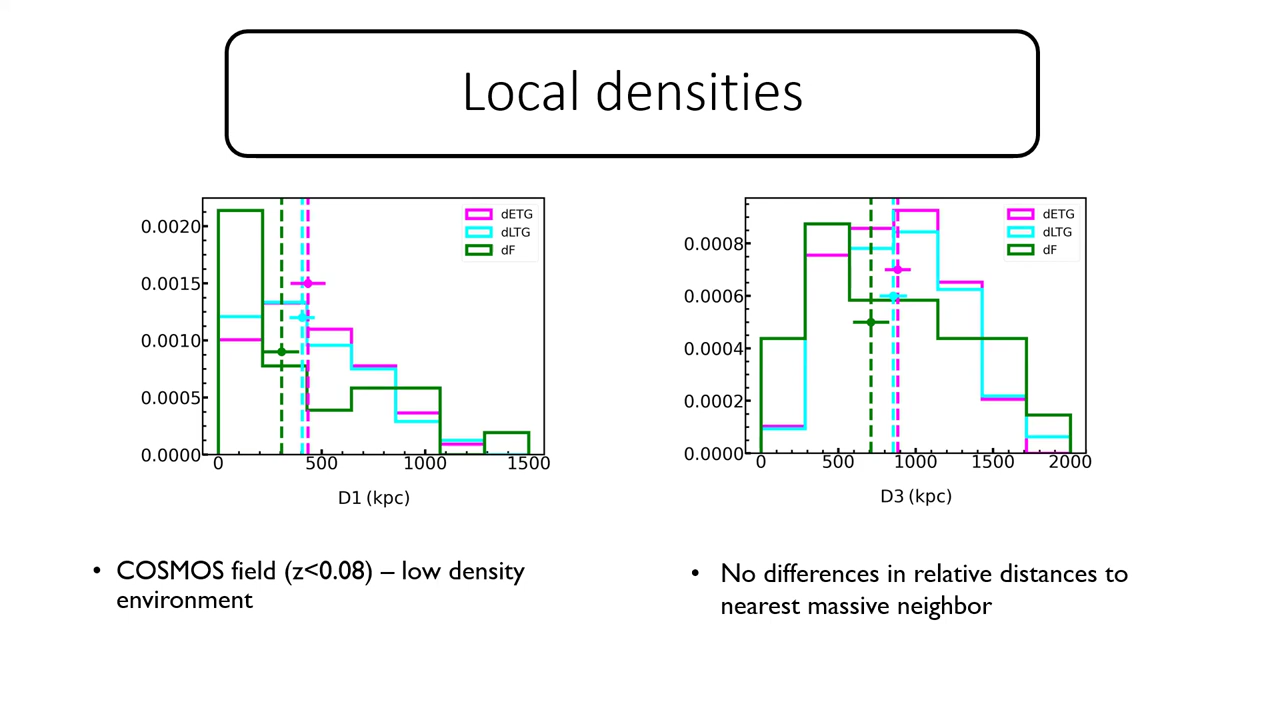 Local densities
0.0020
0.0015
0.0010
0.0005
0.0000
0 500 1000 1500
D1 (kpc)
dETG
dLTG
dF
0.0008
0.0006
0.0004
0.0002
0.0000
0 500 1000 1500 2000
D3 (kpc)
dETG
dLTG
dF
• COSMOS field (z<0.08) – low density
environment
• No differences in relative distances to
nearest massive neighbor